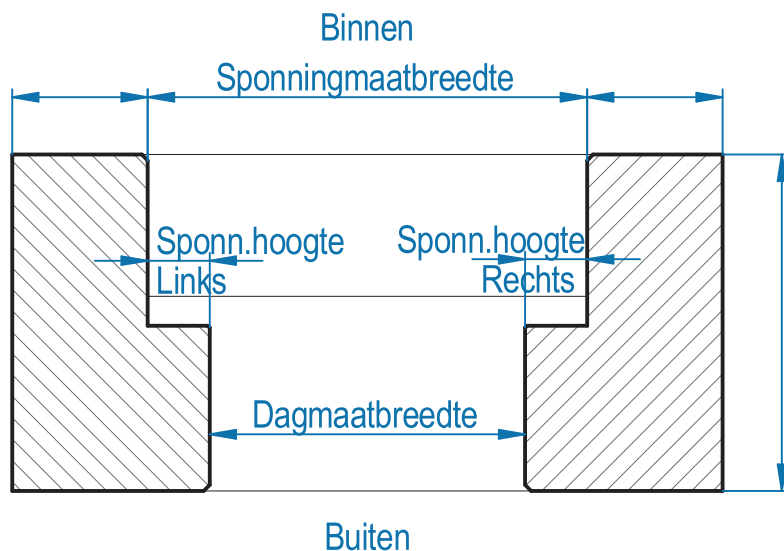 Binnen
Sponningmaatbreedte
Sponn.hoogte
Links
Sponn.hoogte
Rechts
Dagmaatbreedte
Buiten